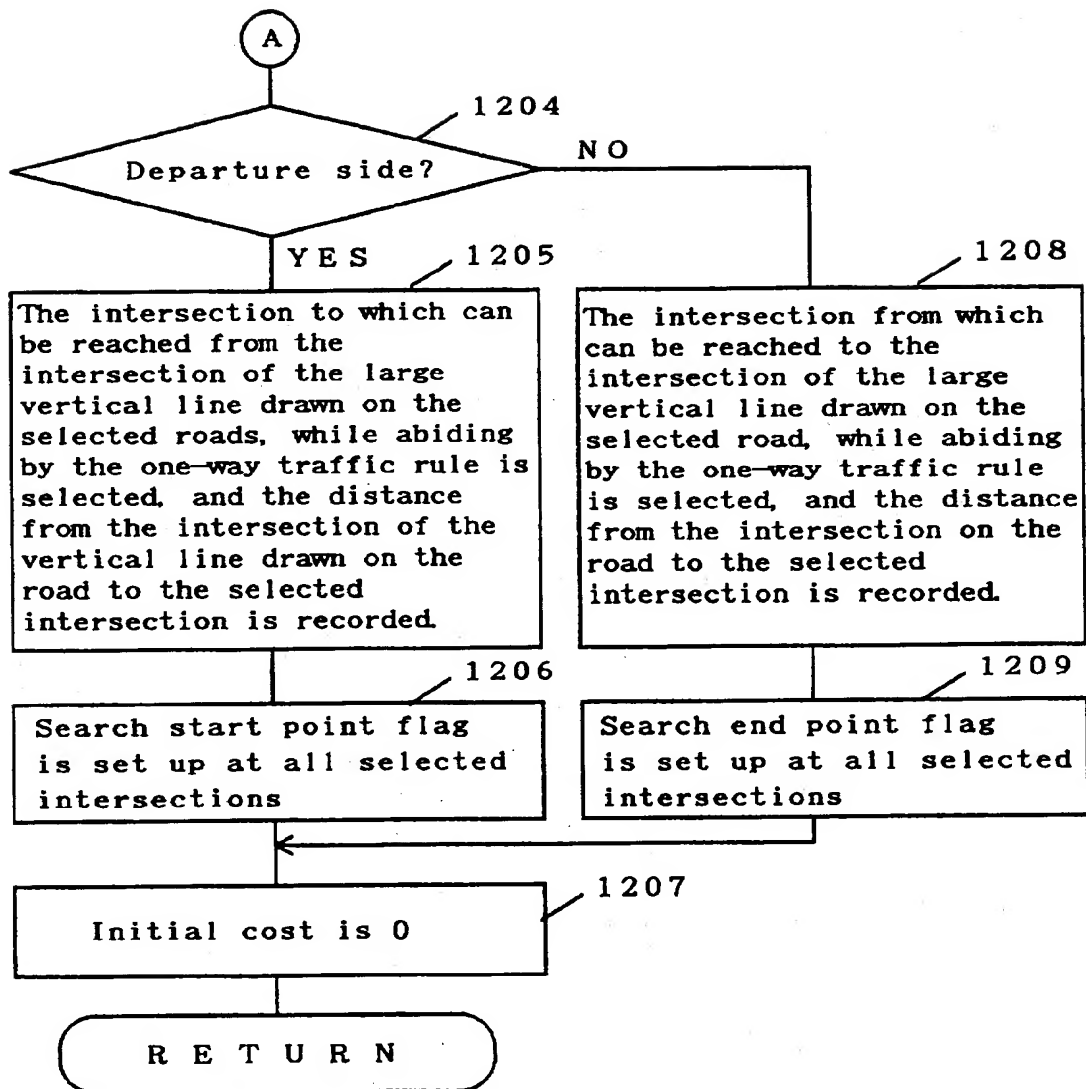 A
1204
Departure side?
NO
YES
1205
The intersection to which can
be reached from the
intersection of the large
vertical line drawn on the
selected roads, while abiding
by the one-way traffic rule is
selected, and the distance
from the intersection of the
vertical line drawn on the
road to the selected
intersection is recorded.
1208
The intersection from which
can be reached to the
intersection of the large
vertical line drawn on the
selected road, while abiding
by the one-way traffic rule
is selected, and the distance
from the intersection on the
road to the selected
intersection is recorded.
1206
Search start point flag
is set up at all selected
intersections
1209
Search end point flag
is set up at all selected
intersections
1207
Initial cost is 0
RETURN